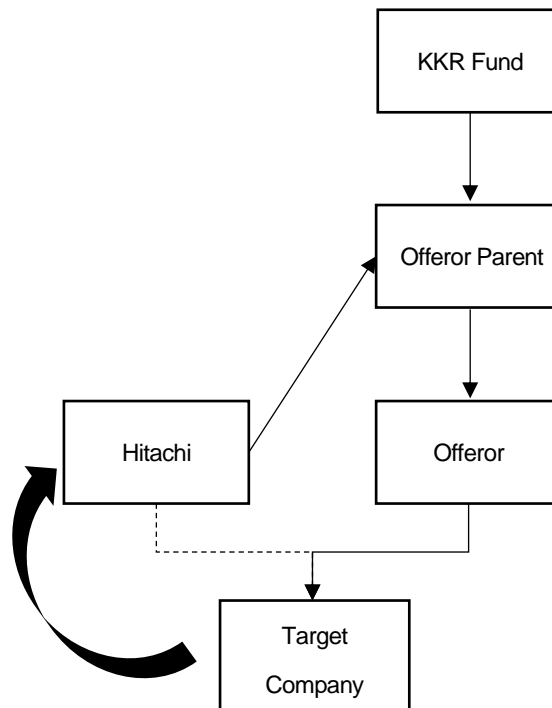 KKR Fund
Offeror Parent
Hitachi
Offeror
Target
Company